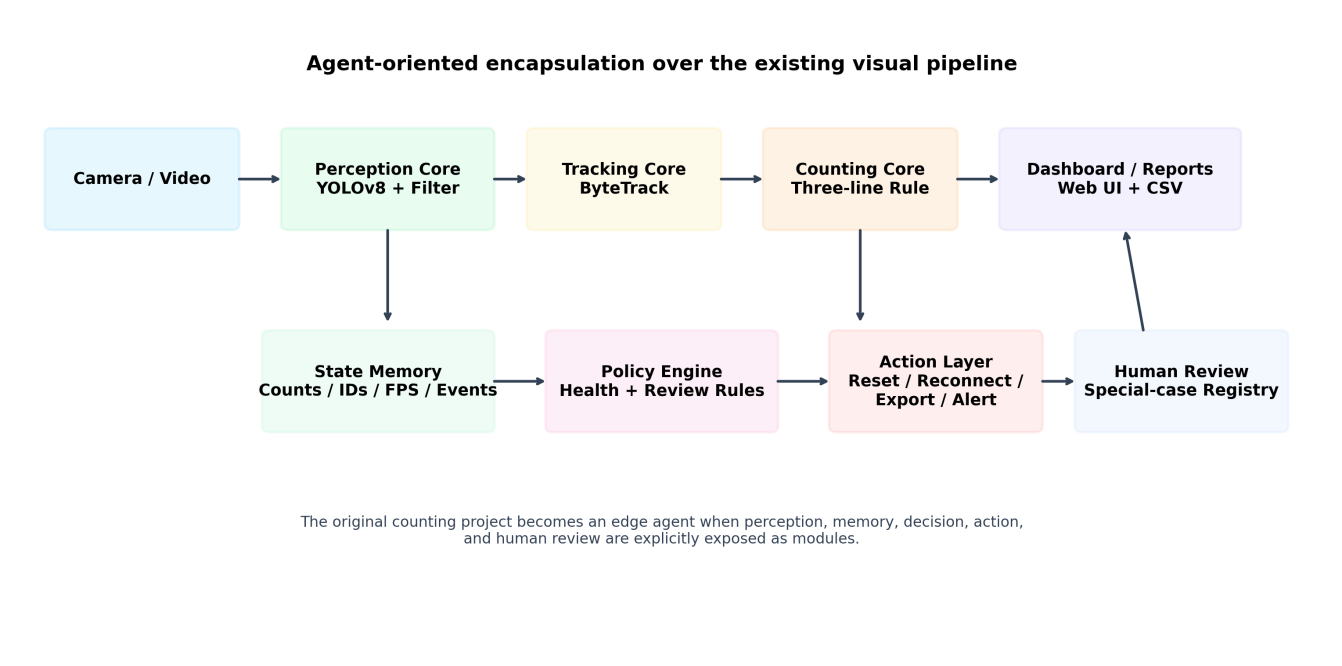 Agent-oriented encapsulation over the existing visual pipeline
Camera / Video
Perception Core
YOLOv8 + Filter
Tracking Core
ByteTrack
Counting Core
Three-line Rule
Dashboard / Reports
Web UI + CSV
State Memory
Counts / IDs / FPS / Events
Policy Engine
Health + Review Rules
Action Layer
Reset / Reconnect /
Export / Alert
Human Review
Special-case Registry
The original counting project becomes an edge agent when perception, memory, decision, action,
and human review are explicitly exposed as modules.